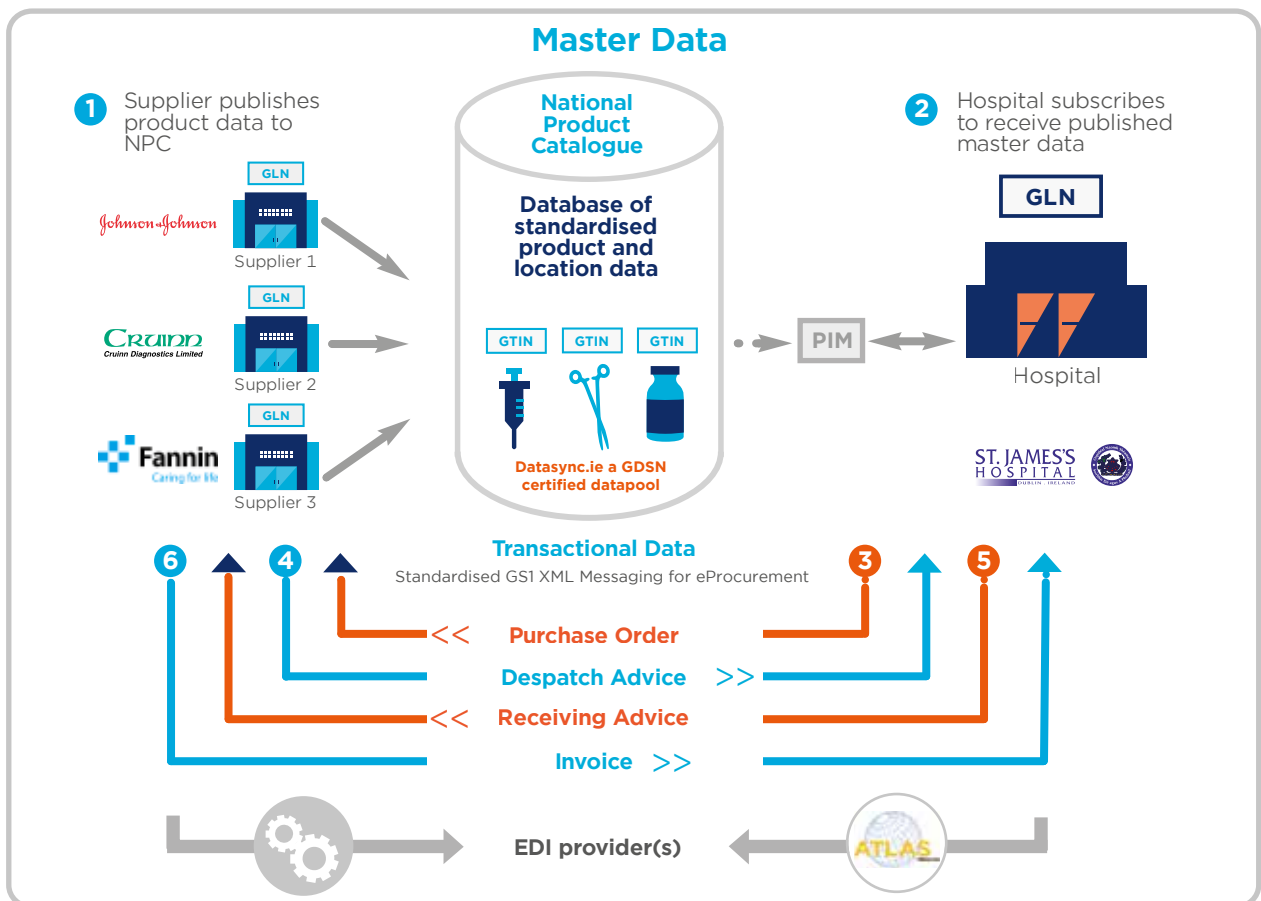 Master Data
1
Supplier publishes
product data to
NPC
National
Product
Catalogue
2
Hospital subscribes
to receive published
master data
GLN
Johnson & Johnson
Supplier 1
GLN
CRUINN
Cruinn Diagnostics Limited
Supplier 2
GLN
Fannin
Caring for life
Supplier 3
Database of
standardised
product and
location data
GTIN
GTIN
GTIN
Datasync.ie a GDSN
certified datapool
PIM
GLN
Hospital
ST. JAMES'S
HOSPITAL
DUBLIN IRELAND
6
4
Transactional Data
Standardised GS1 XML Messaging for eProcurement
3
5
<< Purchase Order
Despatch Advice >>
<< Receiving Advice
Invoice >>
EDI provider(s)
ATLAS